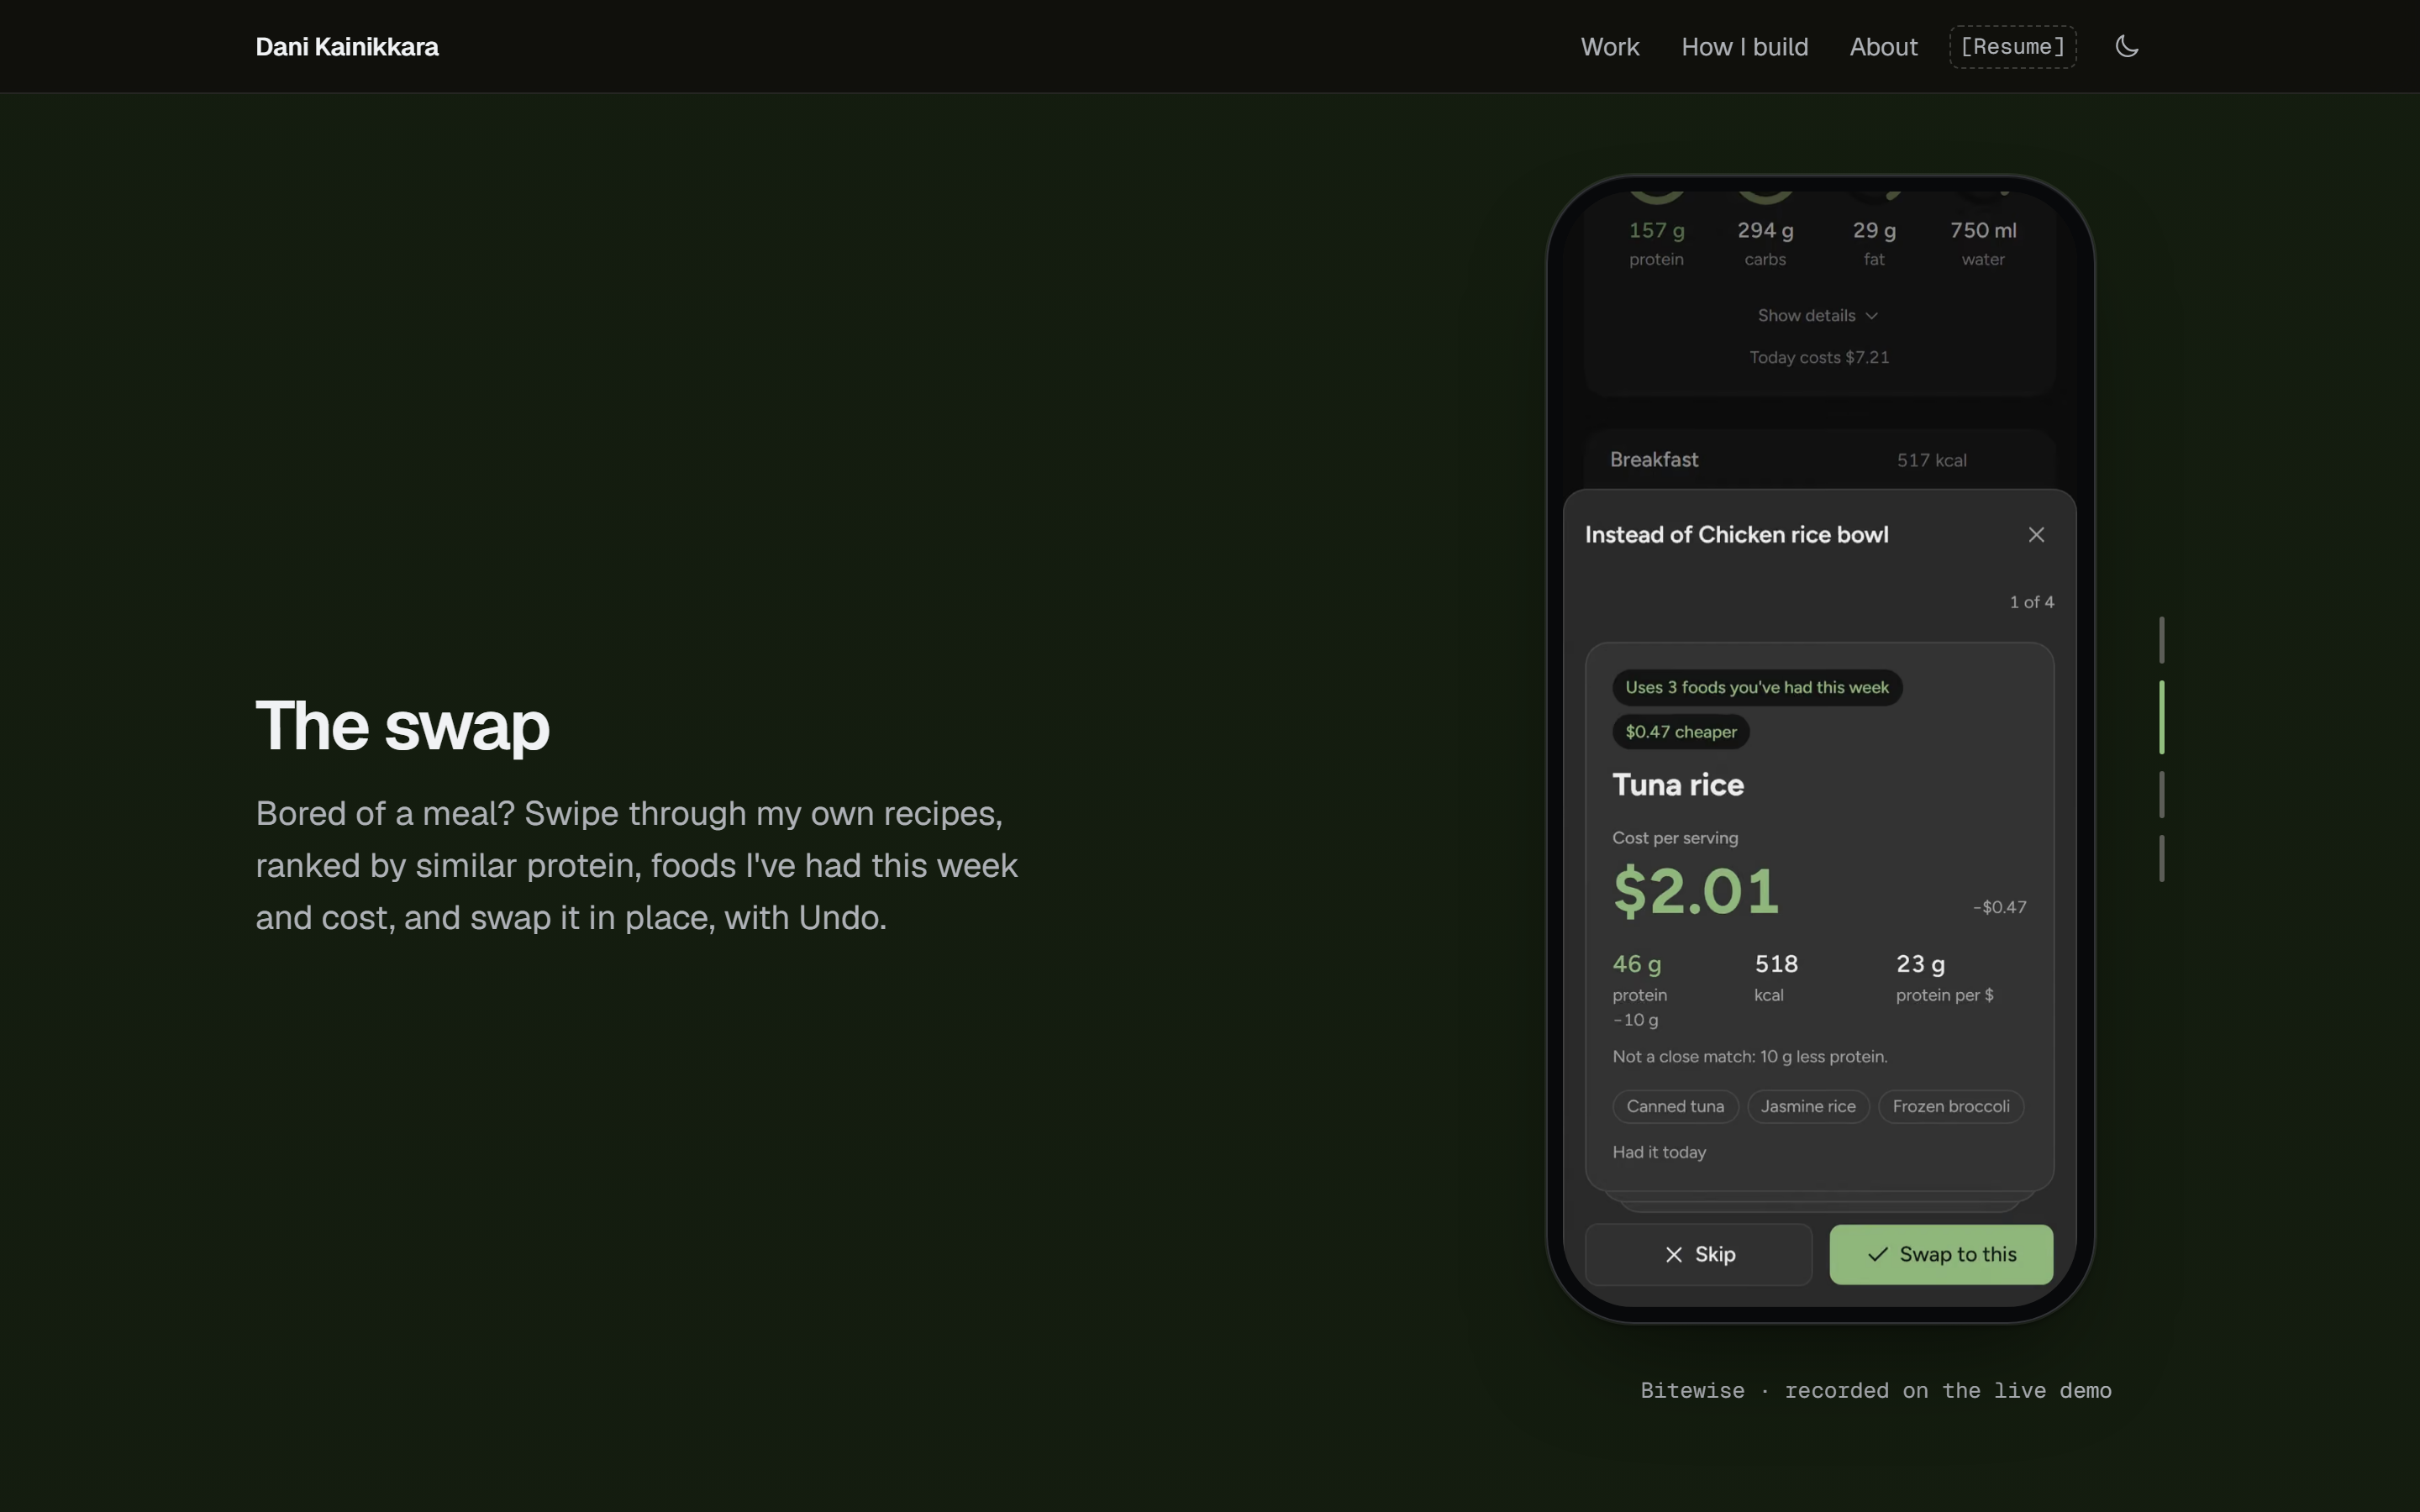 Dani Kainikkara
Work
How I build
About
[Resume]
The swap
Bored of a meal? Swipe through my own recipes,
ranked by similar protein, foods I've had this week
and cost, and swap it in place, with Undo.
157 g 294 g 29 g 750 ml
protein carbs fat water
Show details
Today costs $7.21
Breakfast 517 kcal
Instead of Chicken rice bowl
1 of 4
Uses 3 foods you've had this week
$0.47 cheaper
Tuna rice
Cost per serving
$2.01 −$0.47
46 g 518 23 g
protein kcal protein per $
−10 g
Not a close match: 10 g less protein.
Canned tuna Jasmine rice Frozen broccoli
Had it today
Skip Swap to this
Bitewise · recorded on the live demo